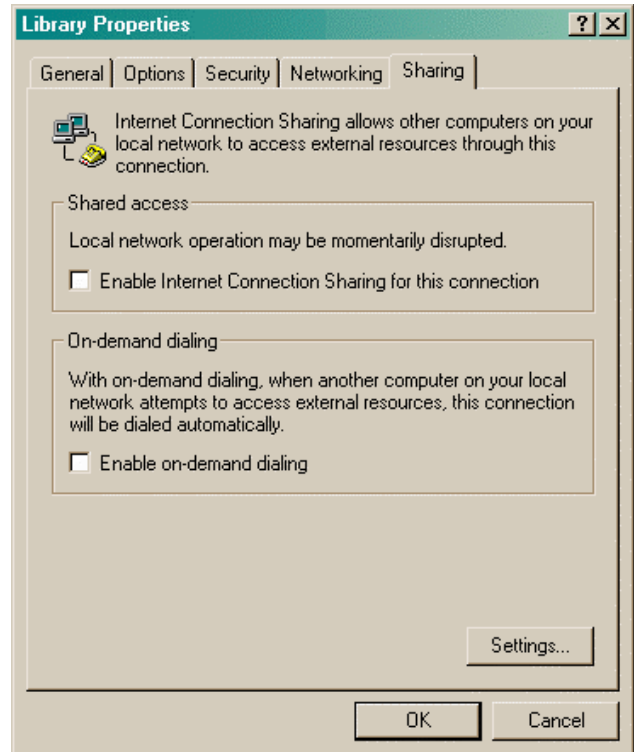 Library Properties
? X
General Options Security Networking Sharing
Internet Connection Sharing allows other computers on your
local network to access external resources through this
connection.
Shared access
Local network operation may be momentarily disrupted.
Enable Internet Connection Sharing for this connection
On-demand dialing
With on-demand dialing, when another computer on your local
network attempts to access external resources, this connection
will be dialed automatically.
Enable on-demand dialing
Settings...
OK Cancel